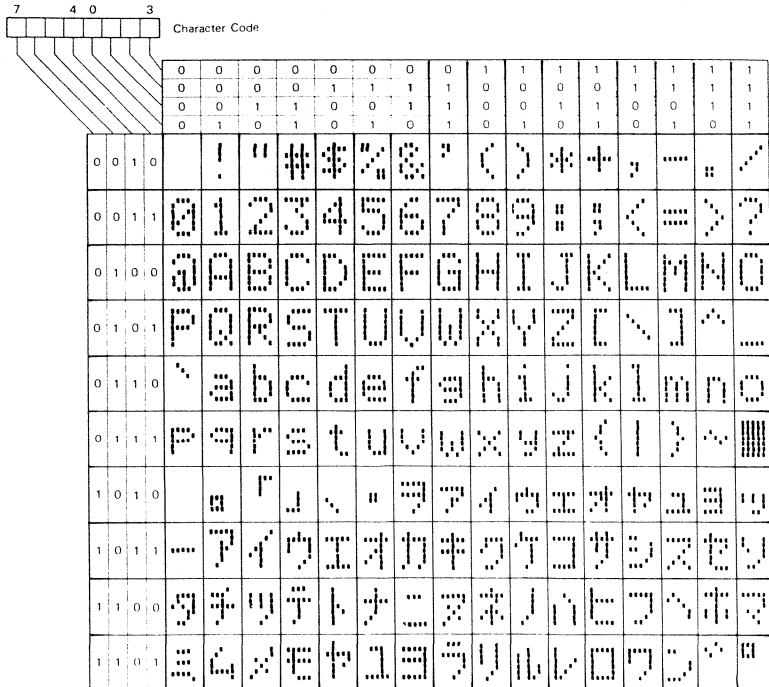 7 4 0 3
Character Code
0 0 0 0 0 0 0 0 1 1 1 1 1 1 1 1
0 0 0 0 1 1 1 1 0 0 0 0 1 1 1 1
0 0 1 1 0 0 1 1 0 0 1 1 0 0 1 1
0 1 0 1 0 1 0 1 0 1 0 1 0 1 0 1
0 0 1 0 ! " # $ % & ' ( ) * + , - . /
0 0 1 1 0 1 2 3 4 5 6 7 8 9 : ; < = > ?
0 1 0 0 @ A B C D E F G H I J K L M N O
0 1 0 1 P Q R S T U V W X Y Z [ \ ] ^ _
0 1 1 0 ` a b c d e f g h i j k l m n o
0 1 1 1 p q r s t u v w x y z { | } ~
1 0 1 0 。 「 」 、 ・ ヲ ァ ィ ゥ ェ ォ ャ ュ ョ ッ
1 0 1 1 ー ア イ ウ エ オ カ キ ク ケ コ サ シ ス セ ソ
1 1 0 0 タ チ ツ テ ト ナ ニ ヌ ネ ノ ハ ヒ フ ヘ ホ マ
1 1 0 1 ミ ム メ モ ヤ ユ ヨ ラ リ ル レ ロ ワ ン ゛ ゜